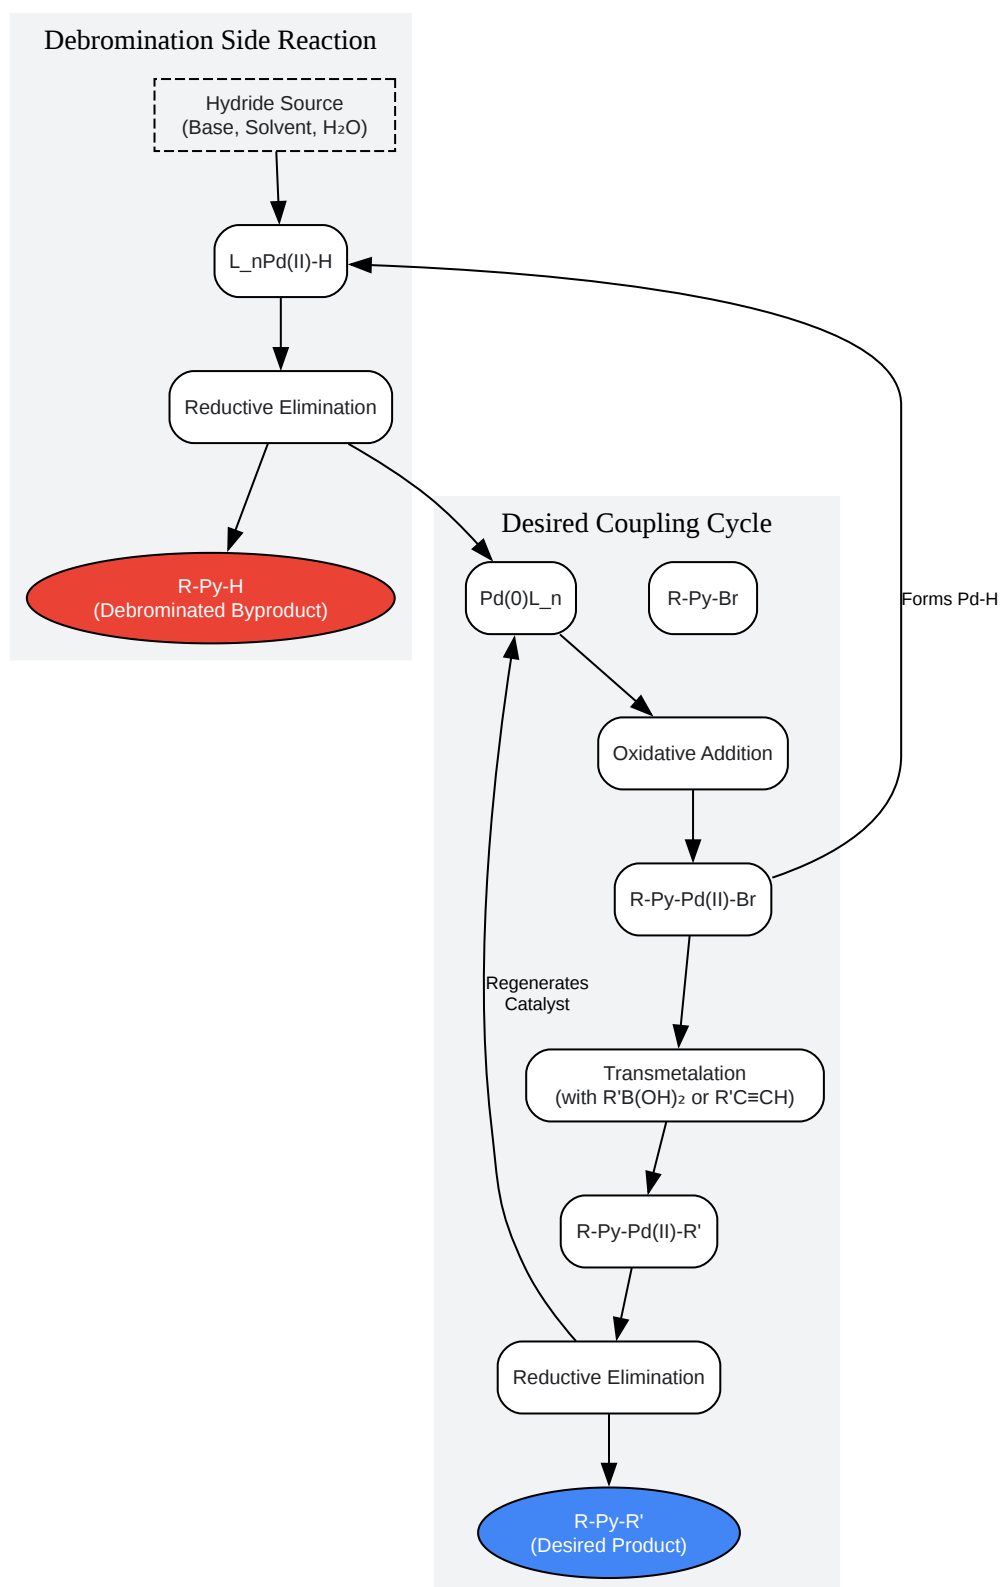 Debromination Side Reaction
Hydride Source
(Base, Solvent, H₂O)
L_nPd(II)-H
Reductive Elimination
R-Py-H
(Debrominated Byproduct)
Desired Coupling Cycle
Pd(0)L_n
R-Py-Br
Forms Pd-H
Oxidative Addition
R-Py-Pd(II)-Br
Regenerates
Catalyst
Transmetalation
(with R'B(OH)₂ or R'C≡CH)
R-Py-Pd(II)-R'
Reductive Elimination
R-Py-R'
(Desired Product)